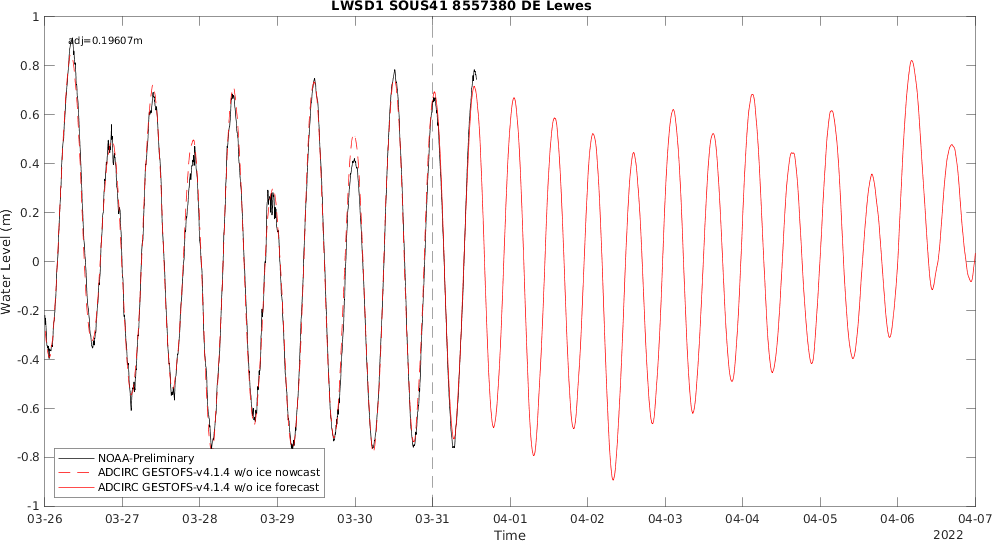 LWSD1 SOUS41 8557380 DE Lewes
adj=0.19607m
1
0.8
0.6
0.4
0.2
0
-0.2
-0.4
-0.6
-0.8
-1
Water Level (m)
NOAA-Preliminary
ADCIRC GESTOFS-v4.1.4 w/o ice nowcast
ADCIRC GESTOFS-v4.1.4 w/o ice forecast
03-26 03-27 03-28 03-29 03-30 03-31 04-01 04-02 04-03 04-04 04-05 04-06 04-07
Time
2022